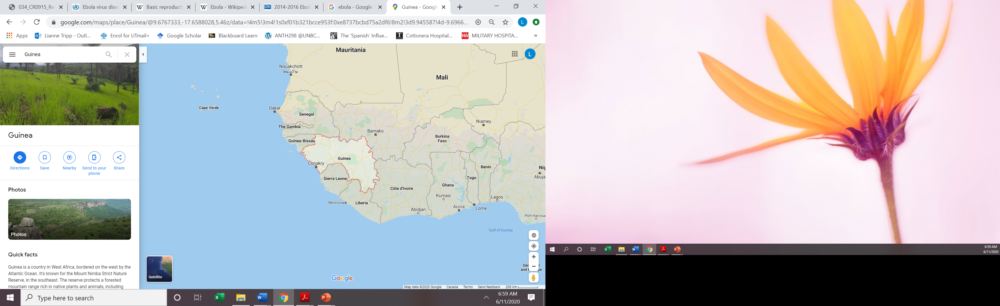 034_CR0915_Re
Ebola virus disea
Basic reproducti
Ebola - Wikiped
2014-2016 Ebola
ebola - Google
Guinea - Google
google.com/maps/place/Guinea/@9.6767333,-17.6588028,5.46z/data=!4m5!3m4!1s0xf01b321bcce953f:0xe8737bcbd75a2df6!8m2!3d9.945587!4d-9.6966...
L
Apps
Lianne Tripp - Outl...
Enrol for UTmail+
Google Scholar
Bb
Blackboard Learn
ANTH298 @UNBC...
The 'Spanish' Influe...
Cottonera Hospital...
MILITARY HOSPITA...
»
Guinea
Guinea
Directions
Save
Nearby
Send to your
phone
Share
Photos
Photos
Quick facts
Guinea is a country in West Africa, bordered on the west by the
Atlantic Ocean. It's known for the Mount Nimba Strict Nature
Reserve, in the southeast. The reserve protects a forested
mountain range rich in native plants and animals, including
Mauritania
L
Nouakchott
نواكشوط
Mali
Cape Verde
Dakar
Senegal
The Gambia
Niamey
Bamako
Guinea-Bissau
Burkina
Faso
Guinea
Conakry
Benin
Nig
Abuja
Sierra Leone
Togo
Côte d'Ivoire
Ghana
Kumasi
Lagos
Monrovia
Liberia
Abidjan
Accra
Lome
Port Harcour
Gulf of Guinea
Satellite
Google
Map data ©2020 Google
Canada
Terms
Send feedback
200 km
Type here to search
6:59 AM
6/11/2020
6:59 AM
6/11/2020